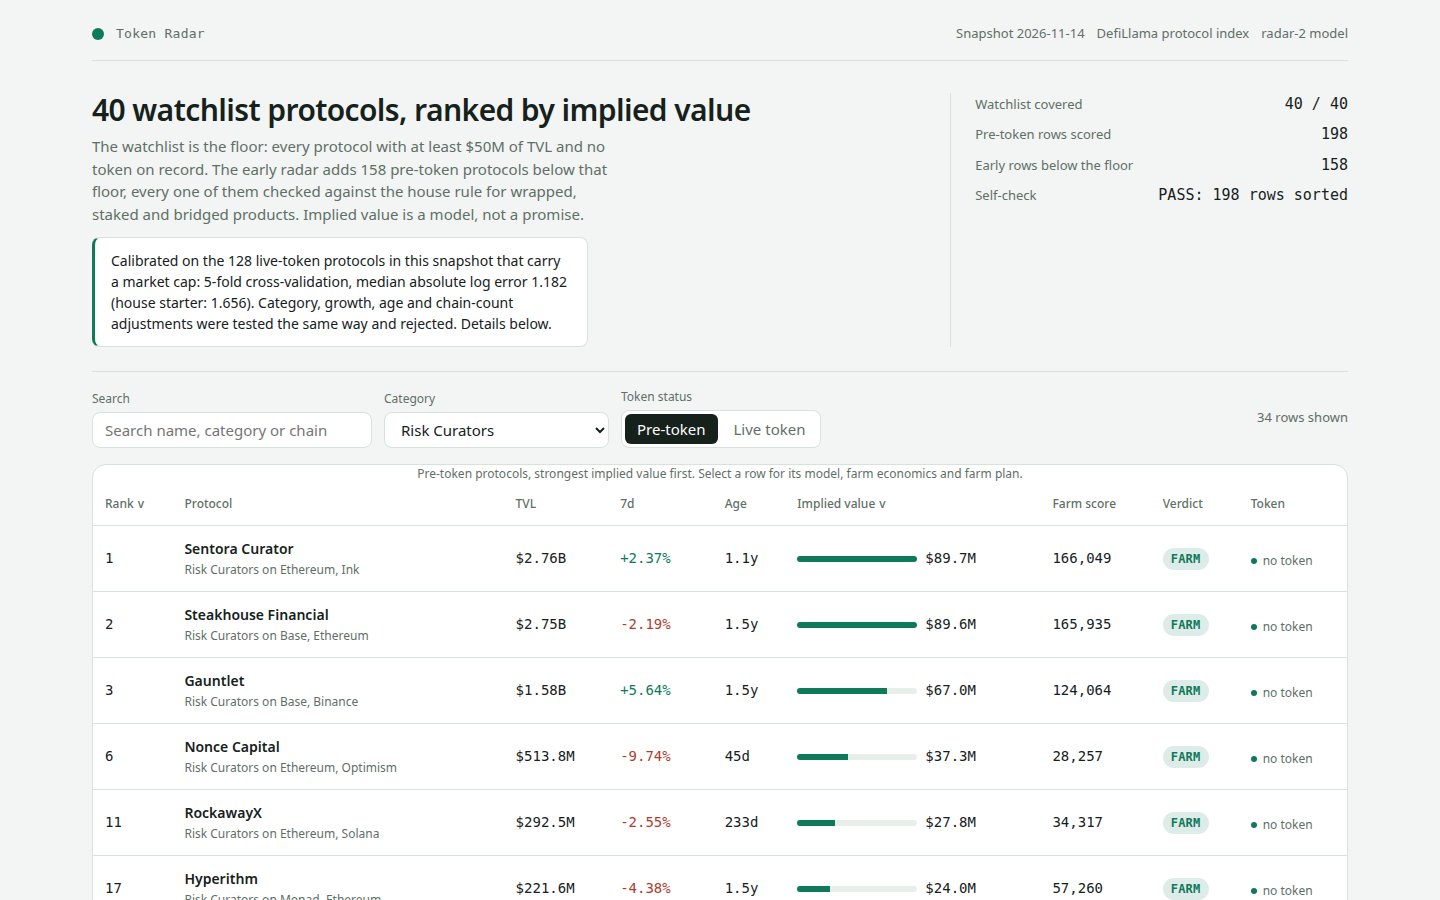 Token Radar
Snapshot 2026-11-14 DefiLlama protocol index radar-2 model
40 watchlist protocols, ranked by implied value
The watchlist is the floor: every protocol with at least $50M of TVL and no
token on record. The early radar adds 158 pre-token protocols below that
floor, every one of them checked against the house rule for wrapped,
staked and bridged products. Implied value is a model, not a promise.
Calibrated on the 128 live-token protocols in this snapshot that carry
a market cap: 5-fold cross-validation, median absolute log error 1.182
(house starter: 1.656). Category, growth, age and chain-count
adjustments were tested the same way and rejected. Details below.
Watchlist covered 40 / 40
Pre-token rows scored 198
Early rows below the floor 158
Self-check PASS: 198 rows sorted
Search Category Token status
Search name, category or chain Risk Curators Pre-token Live token 34 rows shown
Pre-token protocols, strongest implied value first. Select a row for its model, farm economics and farm plan.
Rank v Protocol TVL 7d Age Implied value v Farm score Verdict Token
1 Sentora Curator $2.76B +2.37% 1.1y $89.7M 166,049 FARM no token
Risk Curators on Ethereum, Ink
2 Steakhouse Financial $2.75B -2.19% 1.5y $89.6M 165,935 FARM no token
Risk Curators on Base, Ethereum
3 Gauntlet $1.58B +5.64% 1.5y $67.0M 124,064 FARM no token
Risk Curators on Base, Binance
6 Nonce Capital $513.8M -9.74% 45d $37.3M 28,257 FARM no token
Risk Curators on Ethereum, Optimism
11 RockawayX $292.5M -2.55% 233d $27.8M 34,317 FARM no token
Risk Curators on Ethereum, Solana
17 Hyperithm $221.6M -4.38% 1.5y $24.0M 57,260 FARM no token
Risk Curators on Monad, Ethereum